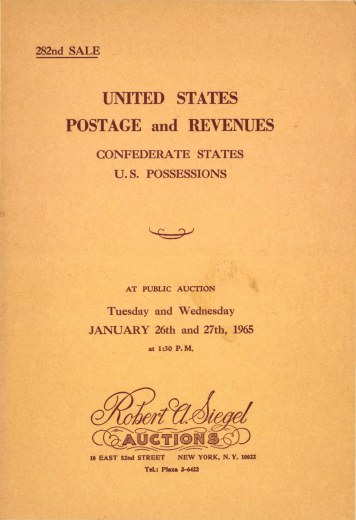 282nd SALE
UNITED STATES
POSTAGE and REVENUES
CONFEDERATE STATES
U.S. POSSESSIONS
AT PUBLIC AUCTION
Tuesday and Wednesday
JANUARY 26th and 27th, 1965
at 1:30 P.M.
Robert A. Siegel
AUCTIONS
10 EAST 52nd STREET NEW YORK, N. Y. 10022
Tel.: Plaza 3-6422